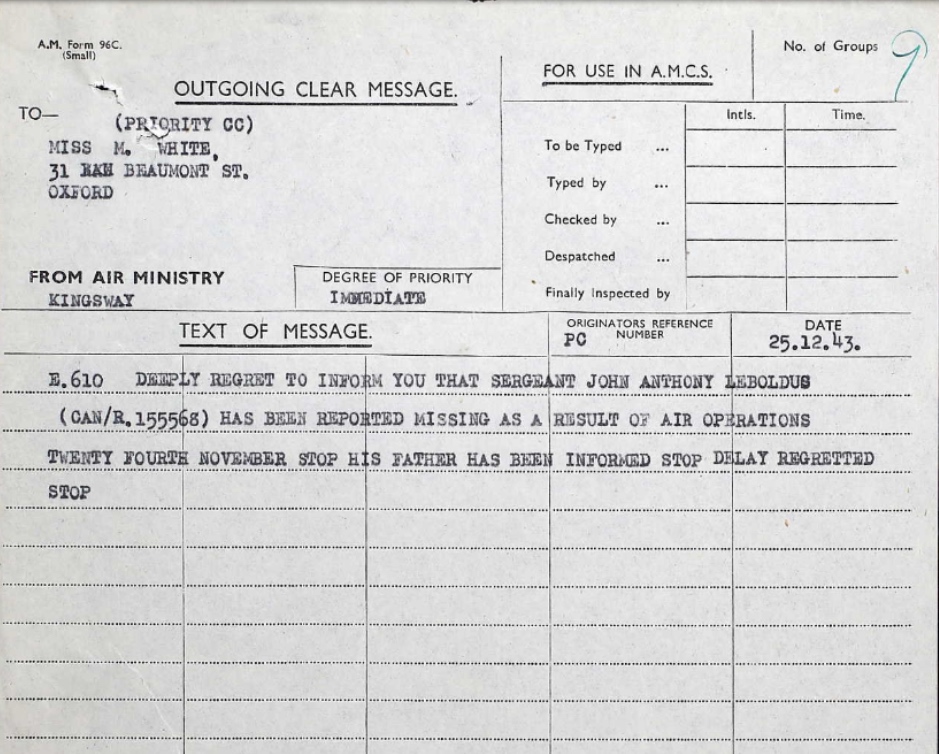 A.M. Form 96C.
(Small)
OUTGOING CLEAR MESSAGE.
FOR USE IN A.M.C.S.
No. of Groups 9
TO—
(PRIORITY CC)
MISS M. WHITE,
31 BEAUMONT ST.
OXFORD
Intls. Time.
To be Typed ...
Typed by ...
Checked by ...
Despatched ...
Finally Inspected by
FROM AIR MINISTRY
KINGSWAY
DEGREE OF PRIORITY
IMMEDIATE
TEXT OF MESSAGE.
ORIGINATORS REFERENCE
NUMBER
PC
DATE
25.12.43.
E.610 DEEPLY REGRET TO INFORM YOU THAT SERGEANT JOHN ANTHONY LEBOLDUS
(CAN/R.155568) HAS BEEN REPORTED MISSING AS A RESULT OF AIR OPERATIONS
TWENTY FOURTH NOVEMBER STOP HIS FATHER HAS BEEN INFORMED STOP DELAY REGRETTED
STOP